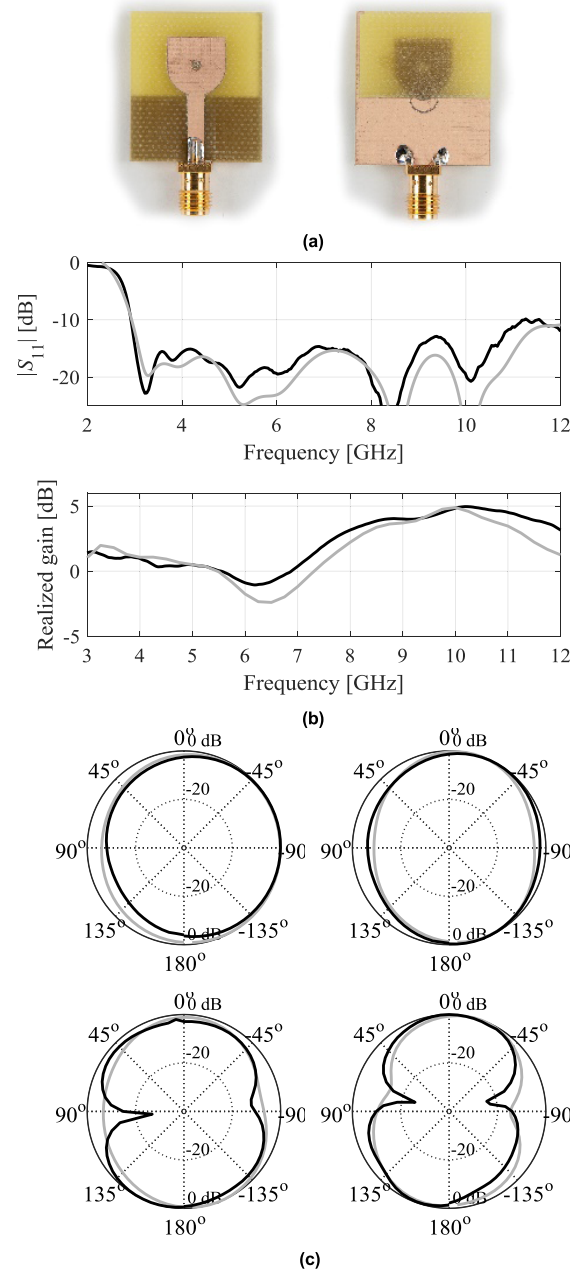 (a)
0
-10
-20
|S11| [dB]
2 4 6 8 10 12
Frequency [GHz]
5
0
-5
Realized gain [dB]
3 4 5 6 7 8 9 10 11 12
Frequency [GHz]
(b)
0o 0 dB 0o 0 dB
45o -45o 45o -45o
-20 -20
90o -90 90o -90
-20 -20
135o 0 dB -135o 135o 0 dB -135o
180o 180o
0o 0 dB 0o 0 dB
45o -45o 45o -45o
-20 -20
90o -90 90o -90
-20 -20
135o 0 dB -135o 135o 0 dB -135o
180o 180o
(c)